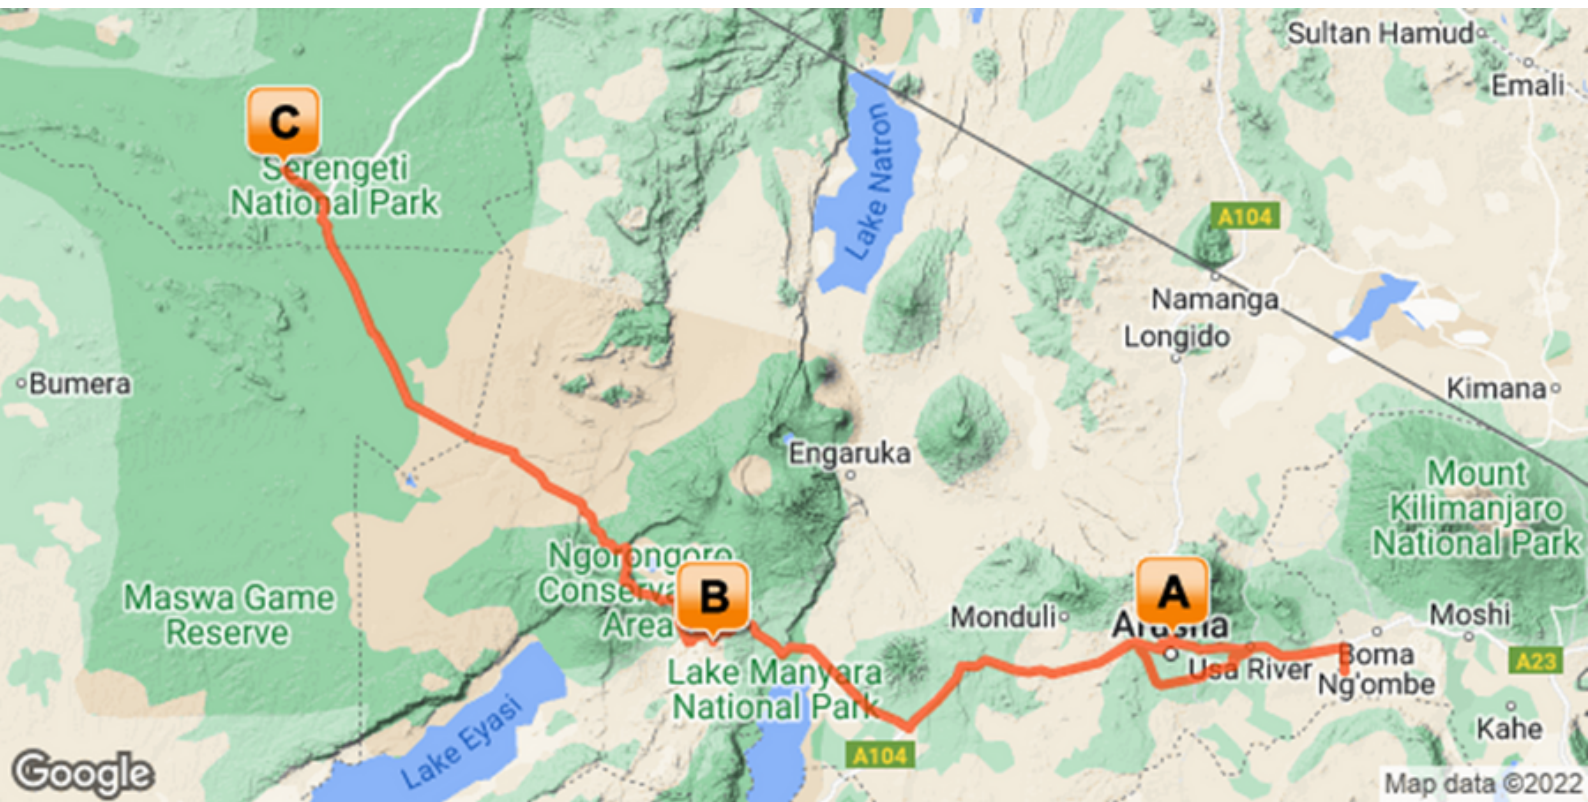 Sultan Hamud
Emali
C
Serengeti
National Park
Lake Natron
A104
Namanga
Longido
Bumera
Kimana
Engaruka
Mount
Kilimanjaro
National Park
Ngorongoro
Area
B
A
Maswa Game
Reserve
Monduli
Arusha
Moshi
Usa River
Boma
Ng'ombe
A23
Lake Manyara
National Park
Kahe
Lake Eyasi
A104
Google
Map data ©2022